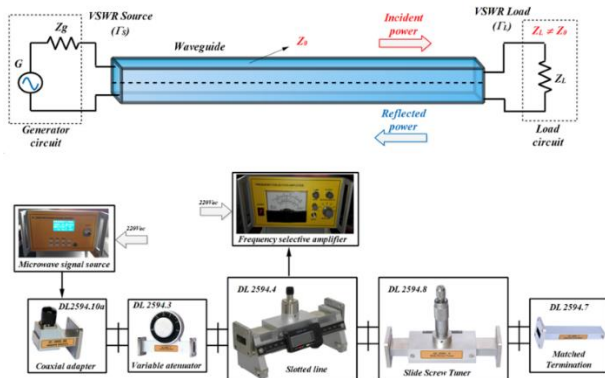 VSWR Source
(ΓS)
VSWR Load
(ΓL)
Zg
Waveguide
Z0
Incident
power
ZL ≠ Z0
G
ZL
Generator
circuit
Reflected
power
Load
circuit
220Vac
220Vac
Microwave signal source
Frequency selective amplifier
DL2594.10a
DL 2594.3
DL 2594.4
DL 2594.8
DL 2594.7
Coaxial adapter
Variable atenuator
Slotted line
Slide Screw Tuner
Matched
Termination